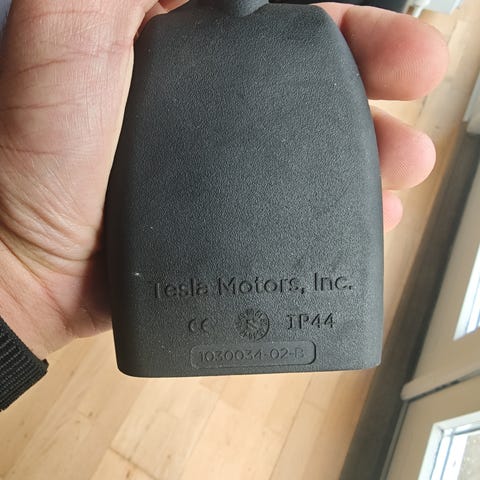 Tesla Motors, Inc.
CE IP44
1030034-02-B